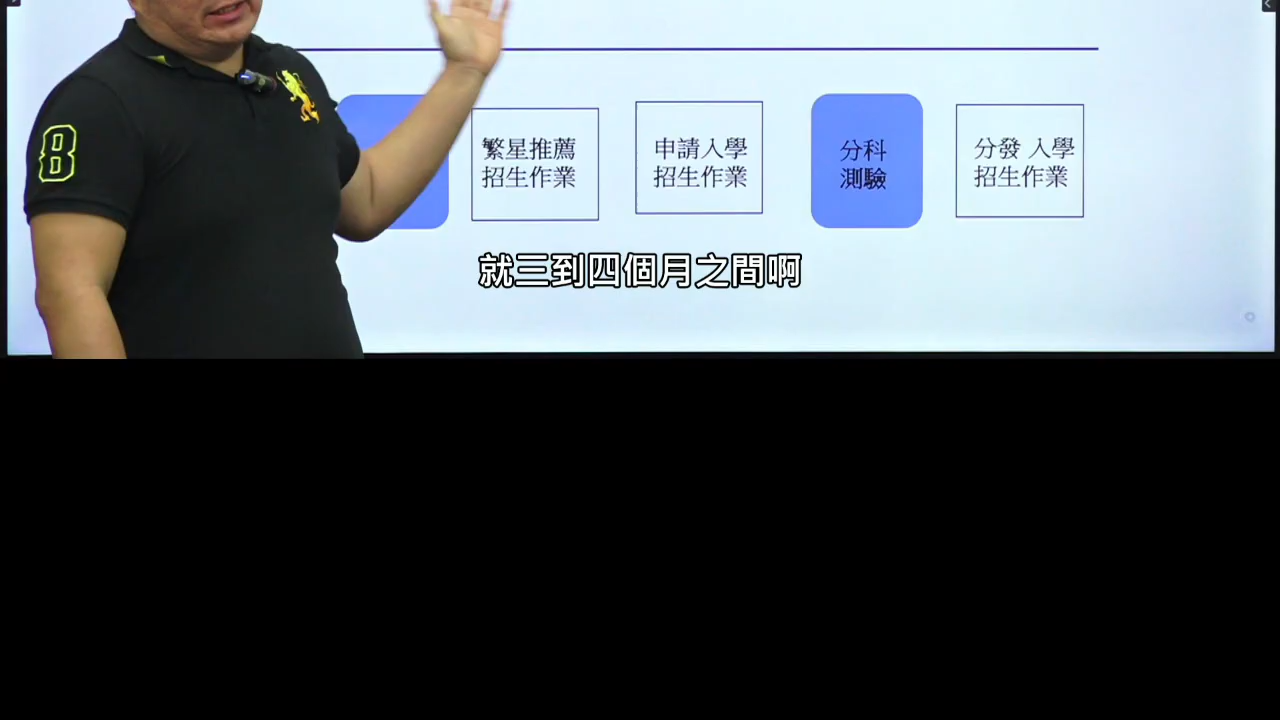 8
繁星推薦
招生作業
申請入學
招生作業
分科
測驗
分發 入學
招生作業
就三到四個月之間啊